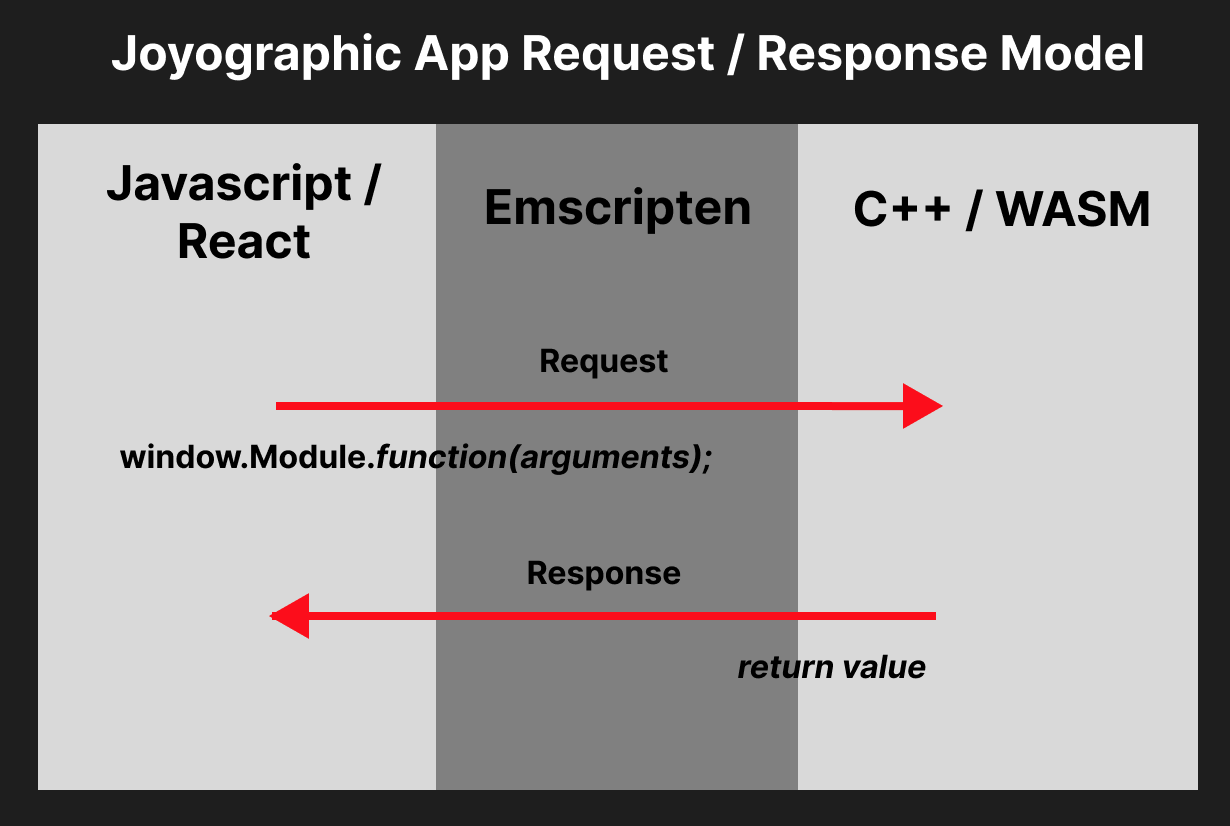 Joyographic App Request / Response Model
Javascript /
React
Emscripten
C++ / WASM
Request
window.Module.function(arguments);
Response
return value